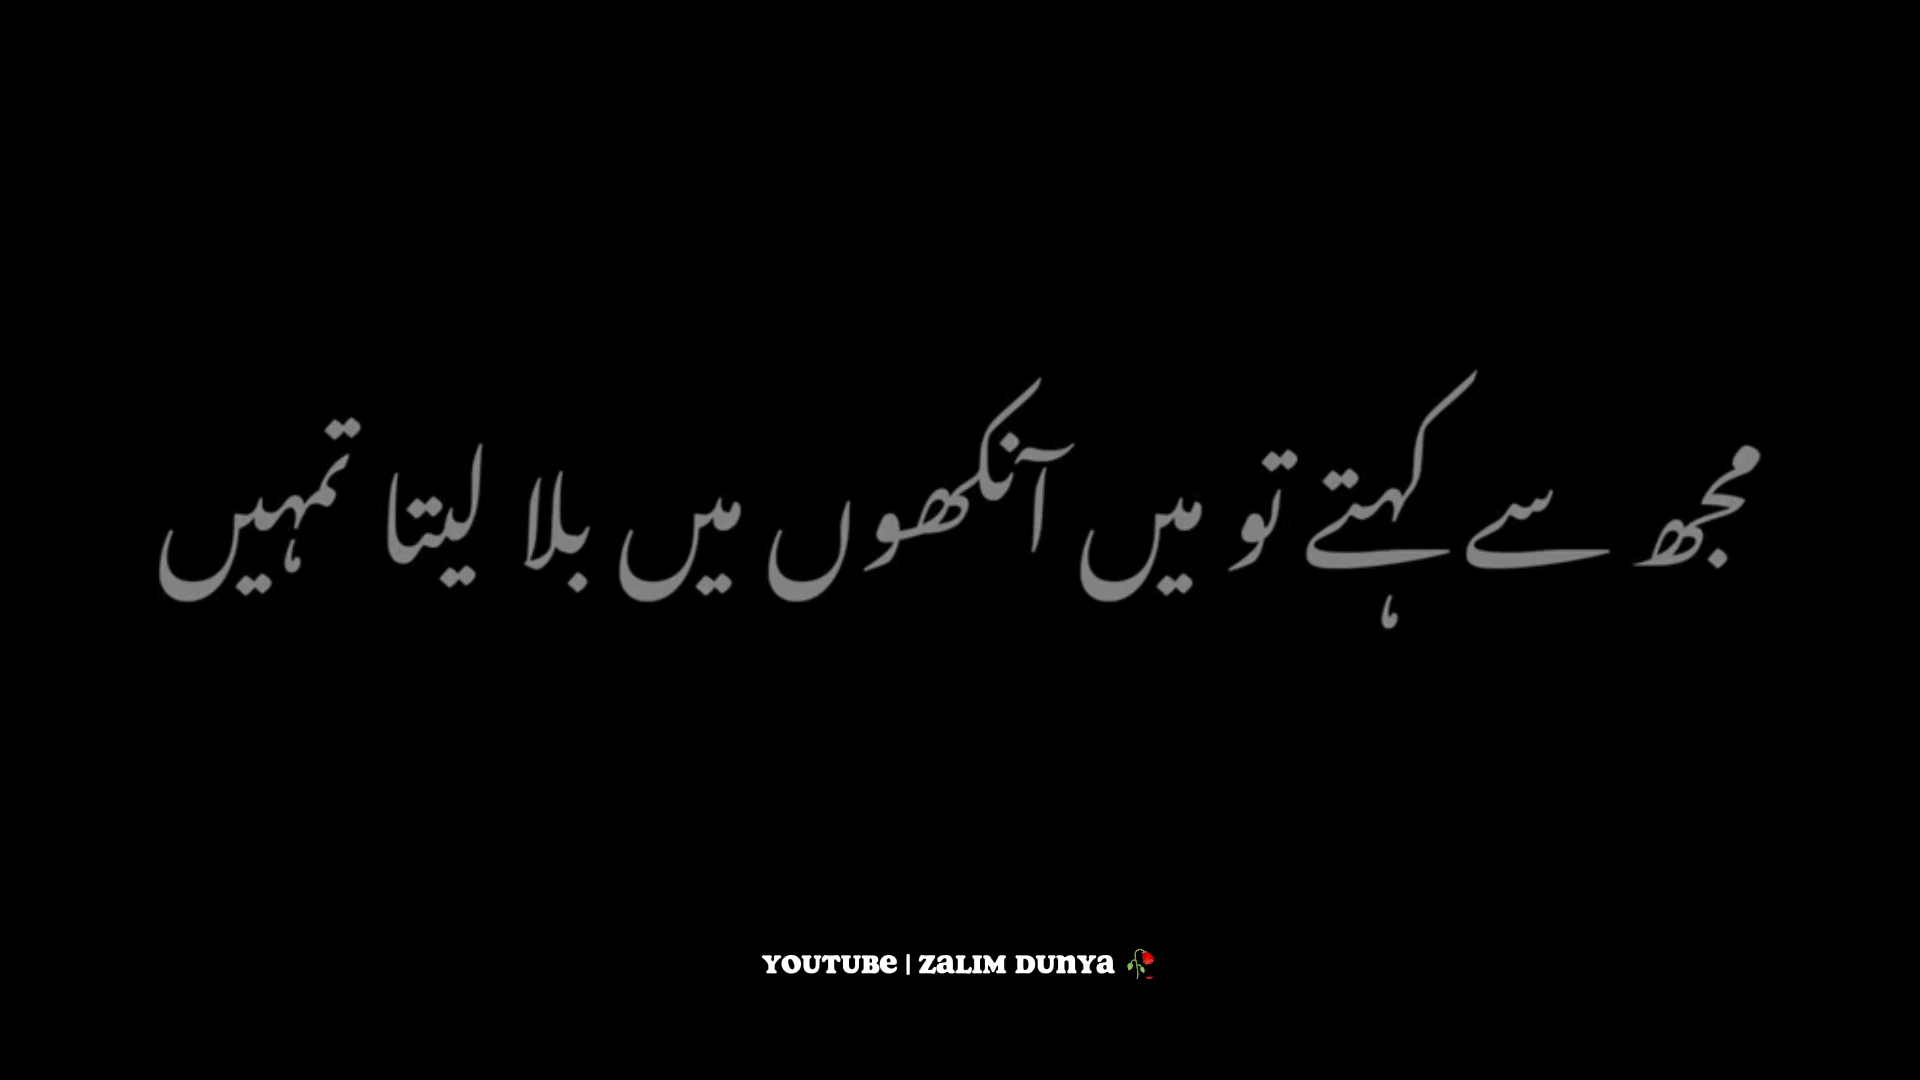 مجھ سے کہتے تو میں آنکھوں میں بلا لیتا تمہیں
YOUTUBE | ZALIM DUNYA 🥀